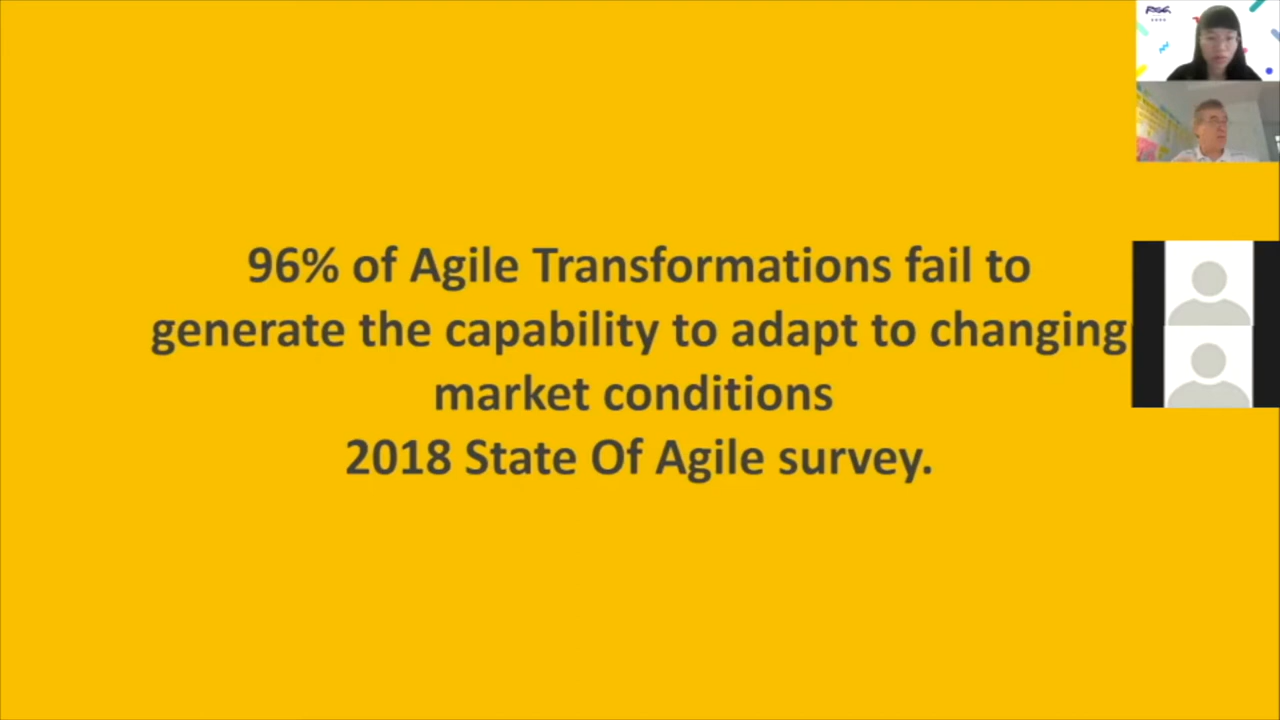 96% of Agile Transformations fail to
generate the capability to adapt to changing
market conditions
2018 State Of Agile survey.